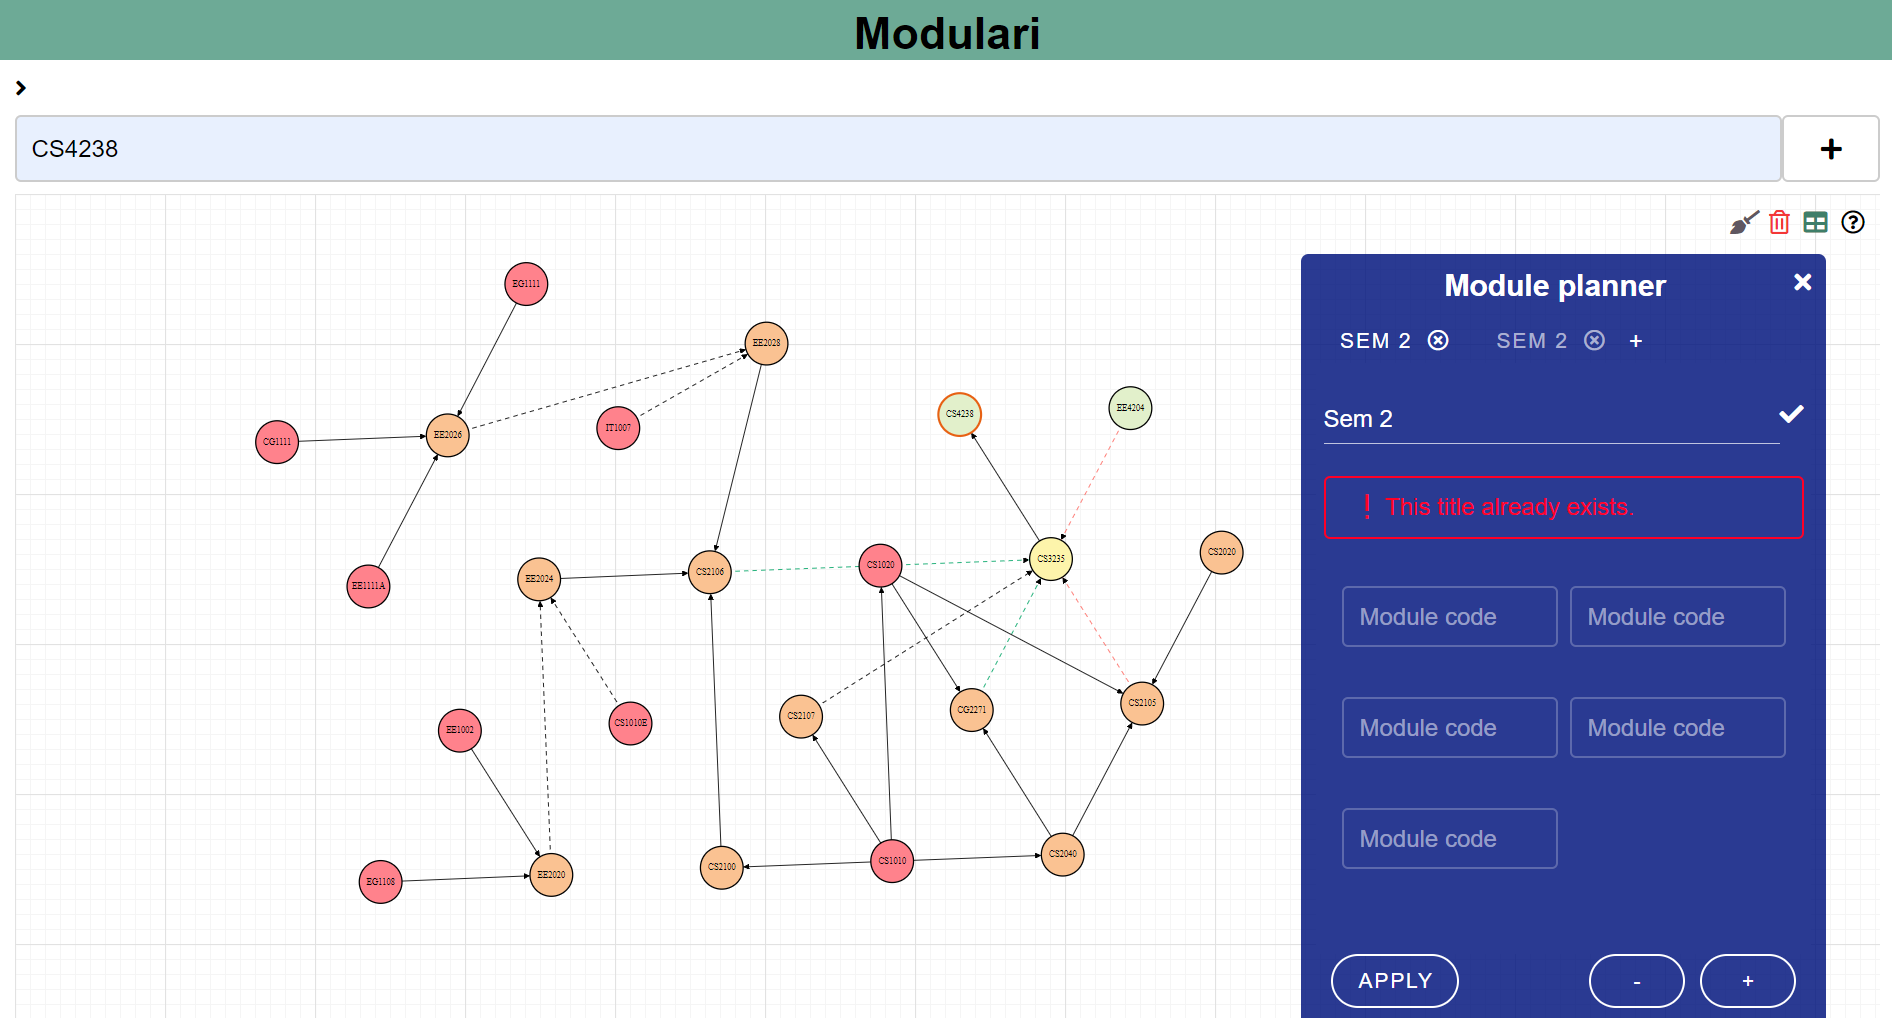 Modulari
CS4238
+
Module planner
SEM 2 SEM 2 +
Sem 2
! This title already exists.
Module code Module code
Module code Module code
Module code
APPLY - +
EG1111
EE2028
EE4204
CS4238
IT1007
EE2026
CG1111
CS2020
CS3235
CS1020
CS2106
EE2024
EE1111A
CS2105
CG2271
CS2107
CS1010E
EE1002
CS2040
CS1010
CS2100
EE2020
EG1108